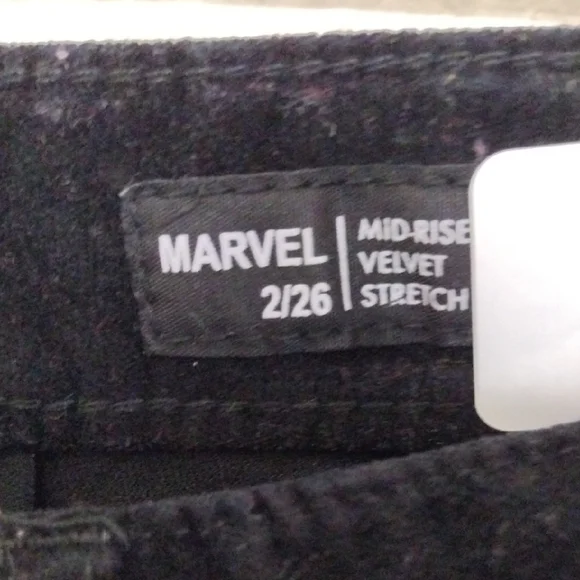 MARVEL
2/26
MID-RISE
VELVET
STRETCH